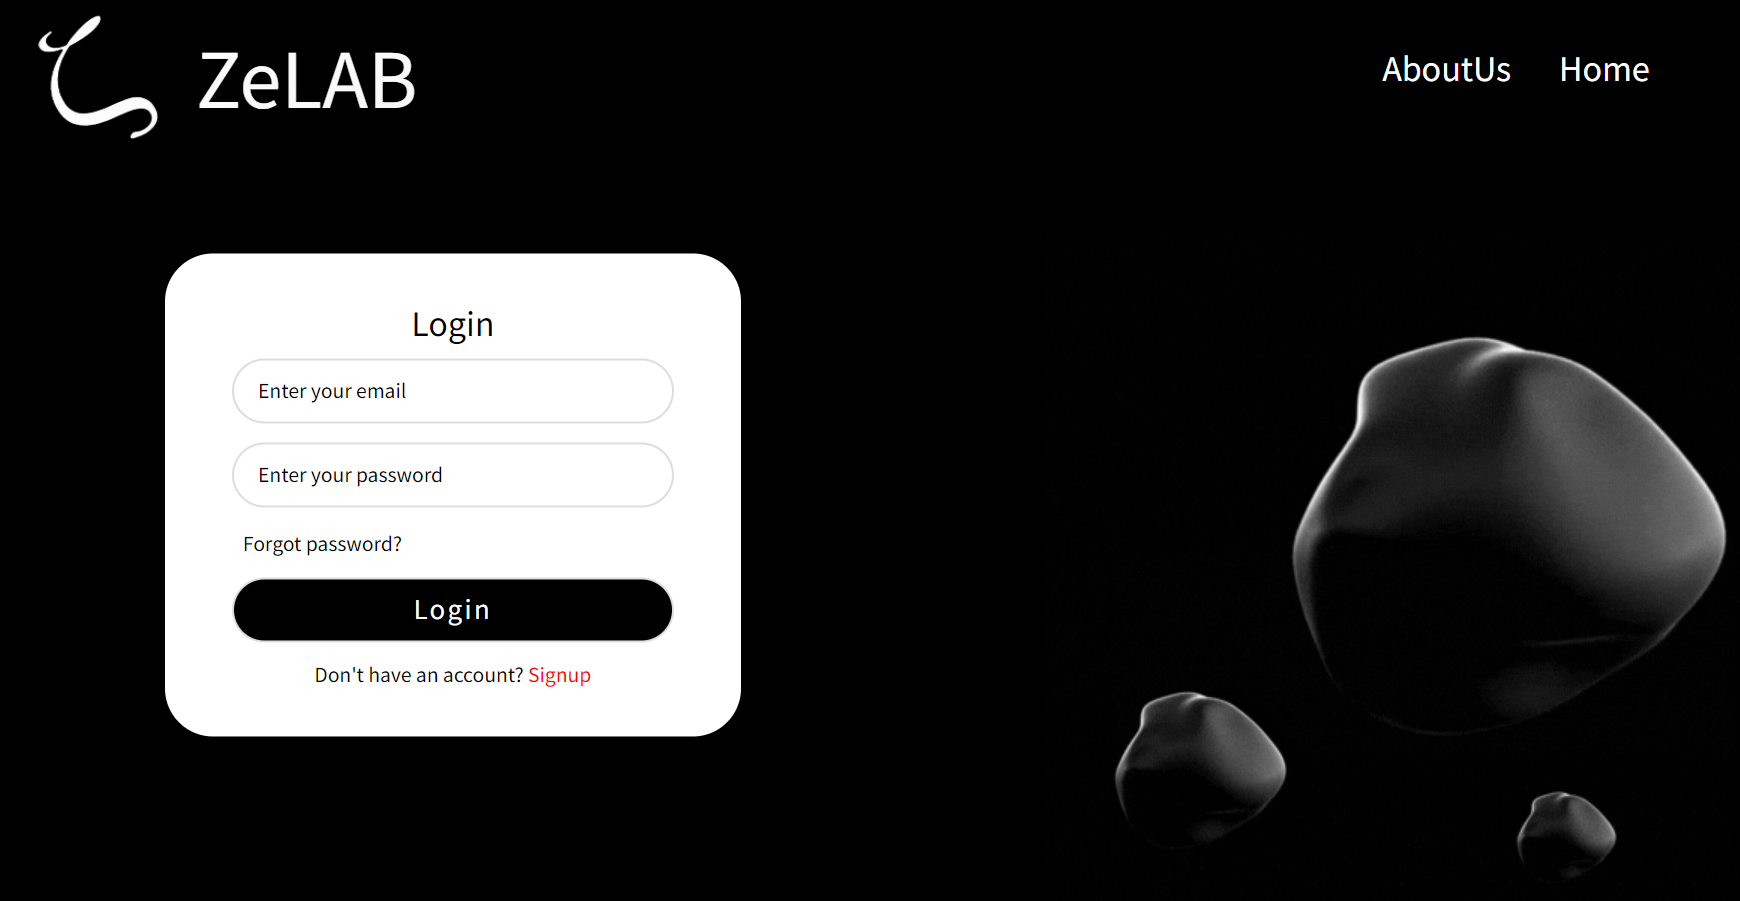 ZeLAB
AboutUs Home
Login
Enter your email
Enter your password
Forgot password?
Login
Don't have an account? Signup